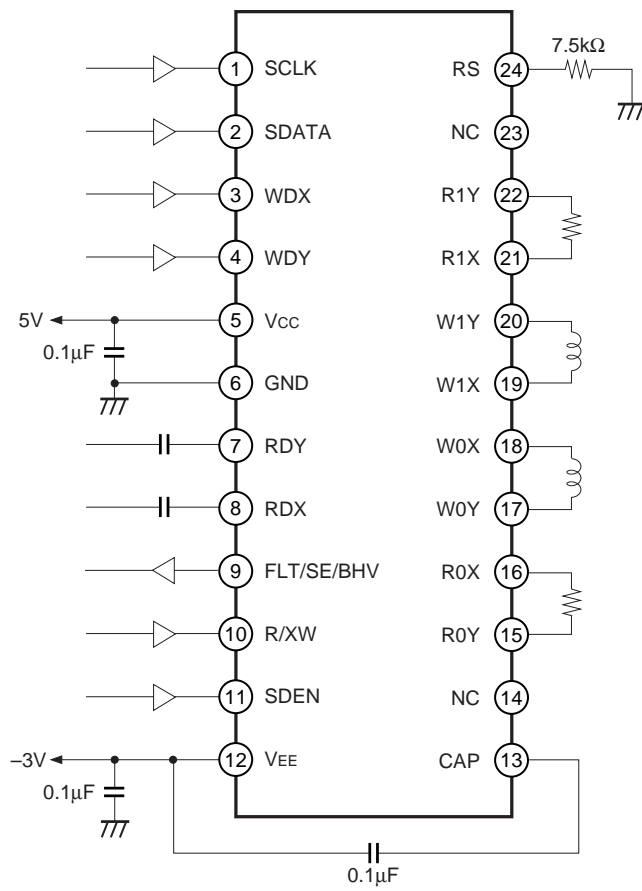 7.5kΩ
1 SCLK RS 24
2 SDATA NC 23
3 WDX R1Y 22
4 WDY R1X 21
5V 5 VCC W1Y 20
0.1μF
6 GND W1X 19
7 RDY W0X 18
8 RDX W0Y 17
9 FLT/SE/BHV R0X 16
10 R/XW R0Y 15
11 SDEN NC 14
–3V 12 VEE CAP 13
0.1μF
0.1μF